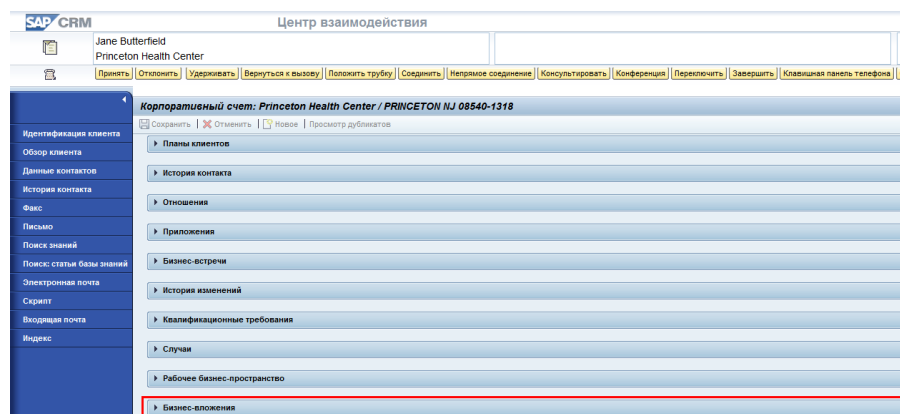 SAP CRM Центр взаимодействия
Jane Butterfield
Princeton Health Center
Принять Отклонить Удерживать Вернуться к вызову Положить трубку Соединить Непрямое соединение Консультировать Конференция Переключить Завершить Клавишная панель телефона
Корпоративный счет: Princeton Health Center / PRINCETON NJ 08540-1318
Сохранить Отменить Новое Просмотр дубликатов
Идентификация клиента
Обзор клиента
Данные контактов
История контакта
Факс
Письмо
Поиск знаний
Поиск: статьи базы знаний
Электронная почта
Скрипт
Входящая почта
Индекс
Планы клиентов
История контакта
Отношения
Приложения
Бизнес-встречи
История изменений
Квалификационные требования
Случаи
Рабочее бизнес-пространство
Бизнес-вложения